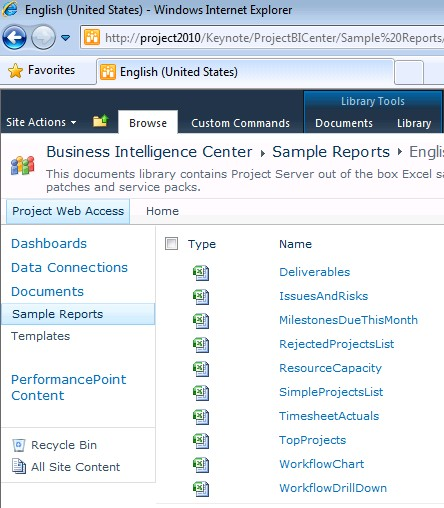 English (United States) - Windows Internet Explorer
http://project2010/Keynote/ProjectBICenter/Sample%20Reports/
Favorites
English (United States)
Library Tools
Site Actions
Browse
Custom Commands
Documents
Library
Business Intelligence Center
Sample Reports
Engli
This documents library contains Project Server out of the box Excel sa
patches and service packs.
Project Web Access
Home
Dashboards
Data Connections
Documents
Sample Reports
Templates
PerformancePoint
Content
Recycle Bin
All Site Content
Type
Name
Deliverables
IssuesAndRisks
MilestonesDueThisMonth
RejectedProjectsList
ResourceCapacity
SimpleProjectsList
TimesheetActuals
TopProjects
WorkflowChart
WorkflowDrillDown